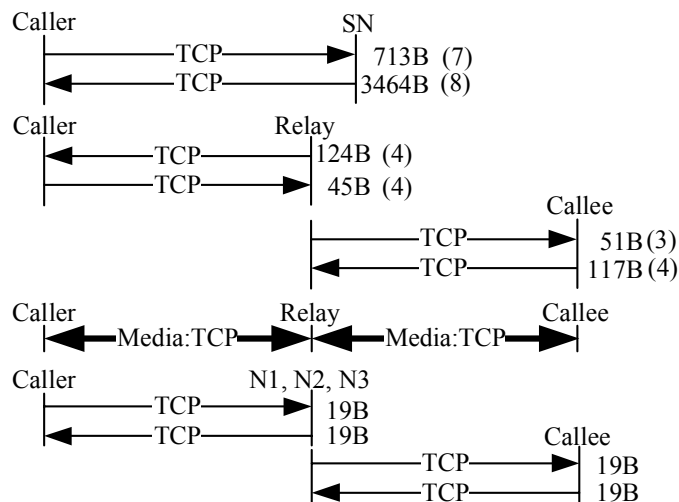 Caller SN
TCP 713B (7)
TCP 3464B (8)
Caller Relay
TCP 124B (4)
TCP 45B (4)
Callee
TCP 51B (3)
TCP 117B (4)
Caller Relay Callee
Media:TCP Media:TCP
Caller N1, N2, N3
TCP 19B
TCP 19B
Callee
TCP 19B
TCP 19B